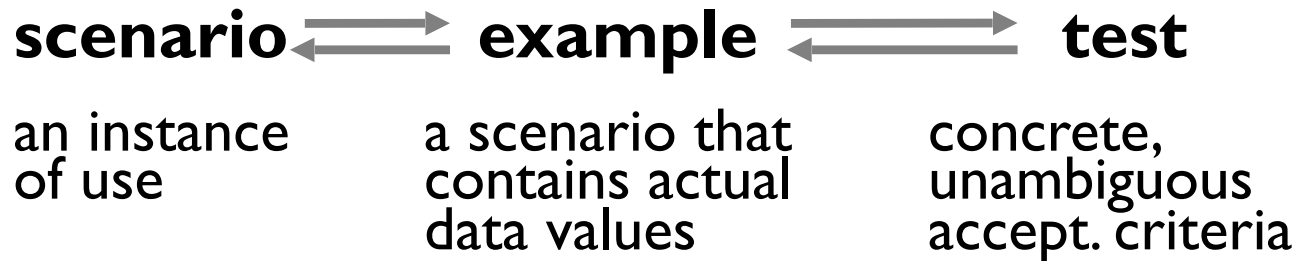 scenario example test
an instance
of use
a scenario that
contains actual
data values
concrete,
unambiguous
accept. criteria